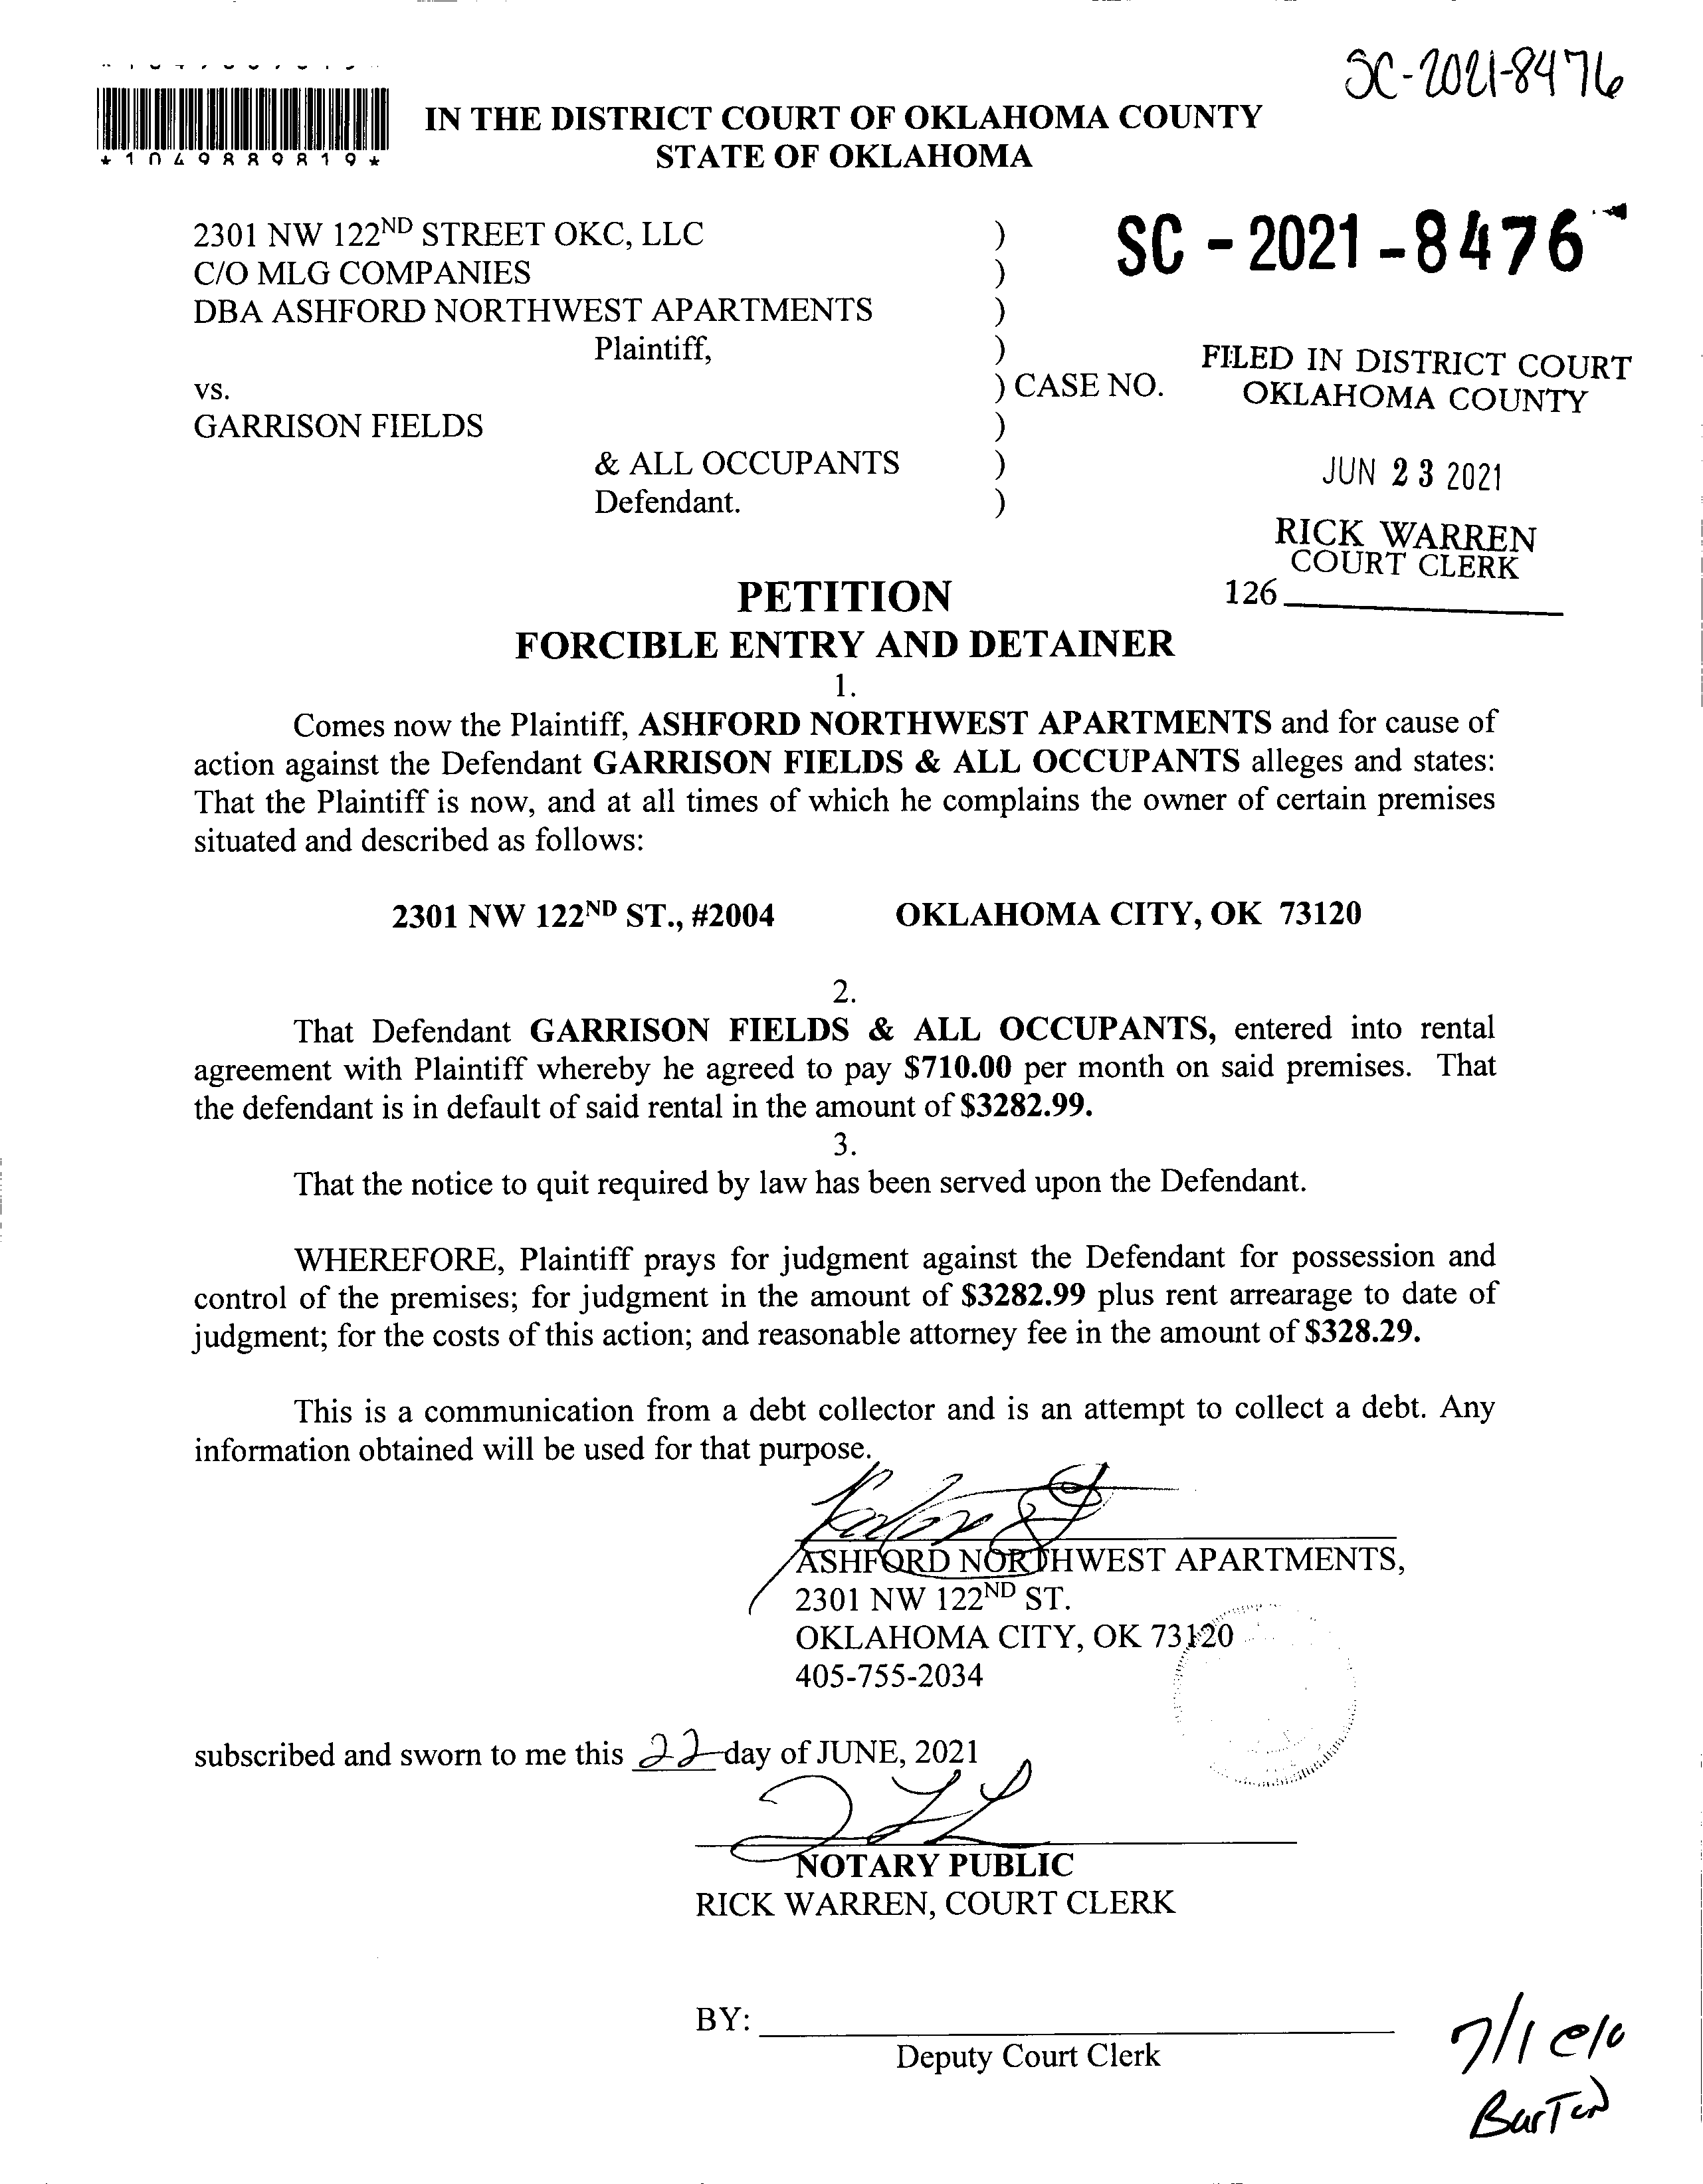 SC-2021-8476
*1049889819*
IN THE DISTRICT COURT OF OKLAHOMA COUNTY
STATE OF OKLAHOMA
2301 NW 122ND STREET OKC, LLC )
C/O MLG COMPANIES )
DBA ASHFORD NORTHWEST APARTMENTS )
Plaintiff, )
vs. ) CASE NO.
GARRISON FIELDS )
& ALL OCCUPANTS )
Defendant. )
SC - 2021 - 8476
FILED IN DISTRICT COURT
OKLAHOMA COUNTY
JUN 23 2021
RICK WARREN
COURT CLERK
126
PETITION
FORCIBLE ENTRY AND DETAINER
1.
Comes now the Plaintiff, ASHFORD NORTHWEST APARTMENTS and for cause of
action against the Defendant GARRISON FIELDS & ALL OCCUPANTS alleges and states:
That the Plaintiff is now, and at all times of which he complains the owner of certain premises
situated and described as follows:
2301 NW 122ND ST., #2004 OKLAHOMA CITY, OK 73120
2.
That Defendant GARRISON FIELDS & ALL OCCUPANTS, entered into rental
agreement with Plaintiff whereby he agreed to pay $710.00 per month on said premises. That
the defendant is in default of said rental in the amount of $3282.99.
3.
That the notice to quit required by law has been served upon the Defendant.
WHEREFORE, Plaintiff prays for judgment against the Defendant for possession and
control of the premises; for judgment in the amount of $3282.99 plus rent arrearage to date of
judgment; for the costs of this action; and reasonable attorney fee in the amount of $328.29.
This is a communication from a debt collector and is an attempt to collect a debt. Any
information obtained will be used for that purpose.
ASHFORD NORTHWEST APARTMENTS,
2301 NW 122ND ST.
OKLAHOMA CITY, OK 73120
405-755-2034
subscribed and sworn to me this 22 day of JUNE, 2021
NOTARY PUBLIC
RICK WARREN, COURT CLERK
BY:
Deputy Court Clerk
7/1 @10
Burten